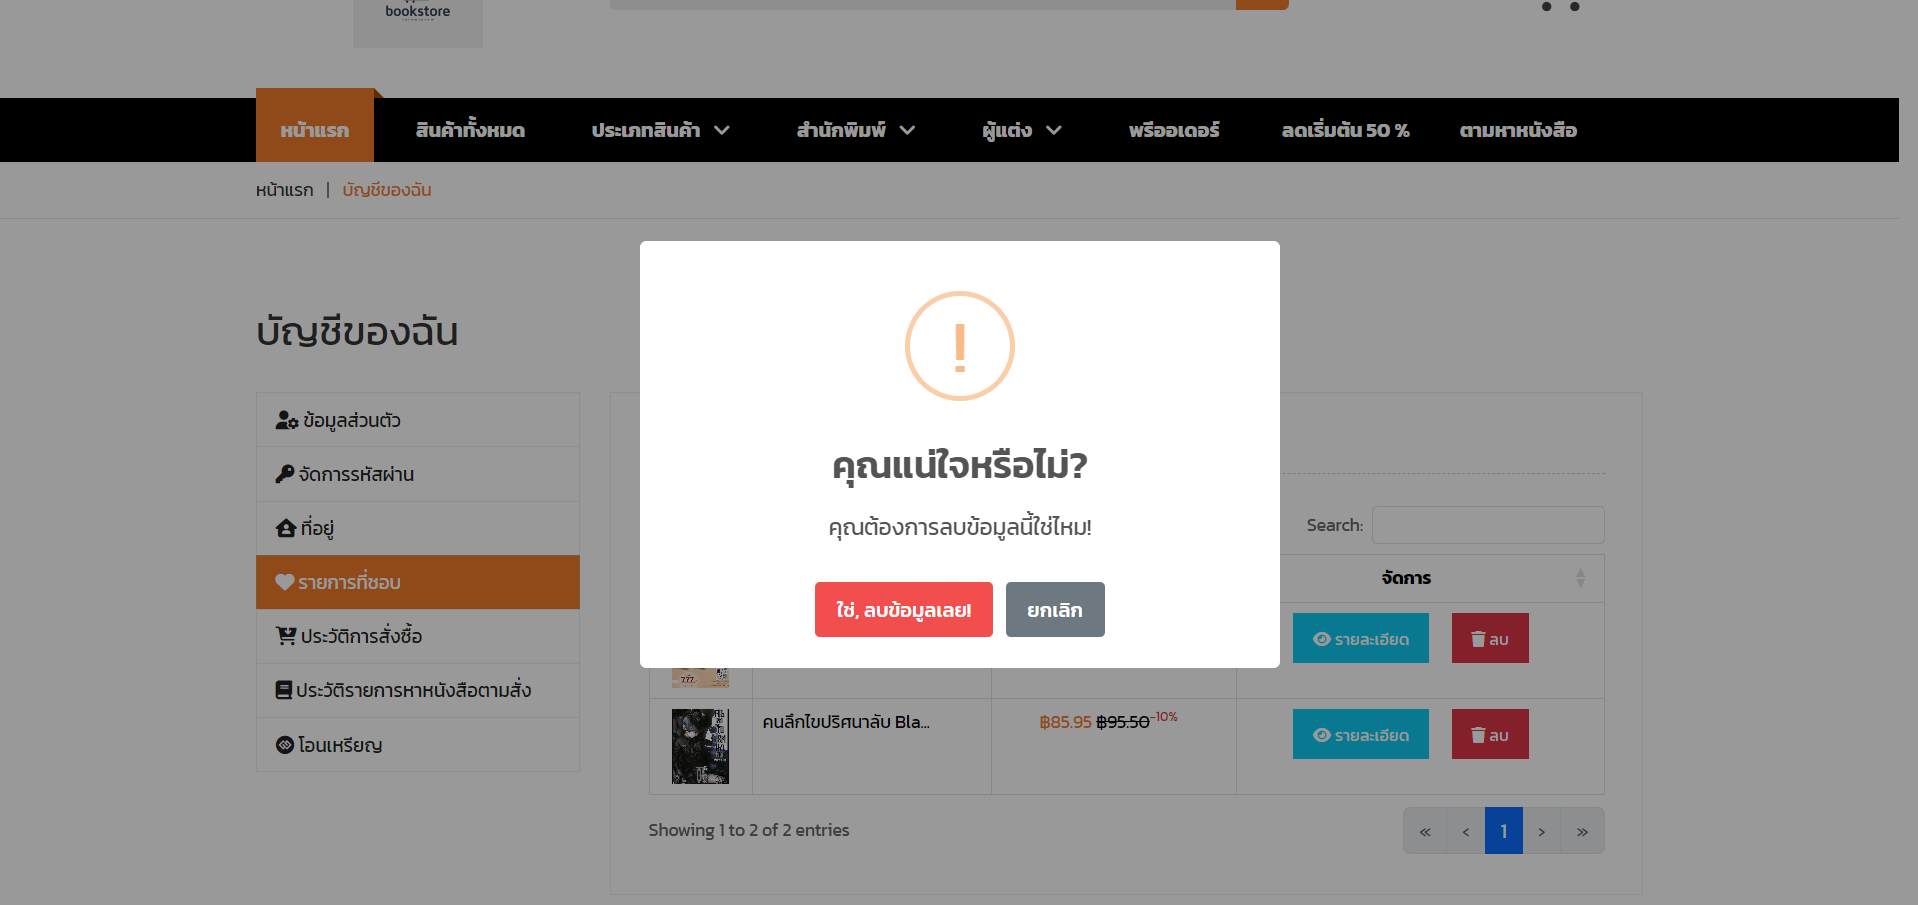 bookstore
หน้าแรก สินค้าทั้งหมด ประเภทสินค้า สำนักพิมพ์ ผู้แต่ง พรีออเดอร์ ลดเริ่มต้น 50 % ตามหาหนังสือ
หน้าแรก | บัญชีของฉัน
บัญชีของฉัน
ข้อมูลส่วนตัว
จัดการรหัสผ่าน
ที่อยู่
รายการที่ชอบ
ประวัติการสั่งซื้อ
ประวัติรายการหาหนังสือตามสั่ง
โอนเหรียญ
!
คุณแน่ใจหรือไม่?
คุณต้องการลบข้อมูลนี้ใช่ไหม!
ใช่, ลบข้อมูลเลย! ยกเลิก
Search:
จัดการ
รายละเอียด ลบ
คนลึกไขปริศนาลับ Bla... ฿85.95 ฿95.50 -10% รายละเอียด ลบ
Showing 1 to 2 of 2 entries
« ‹ 1 › »